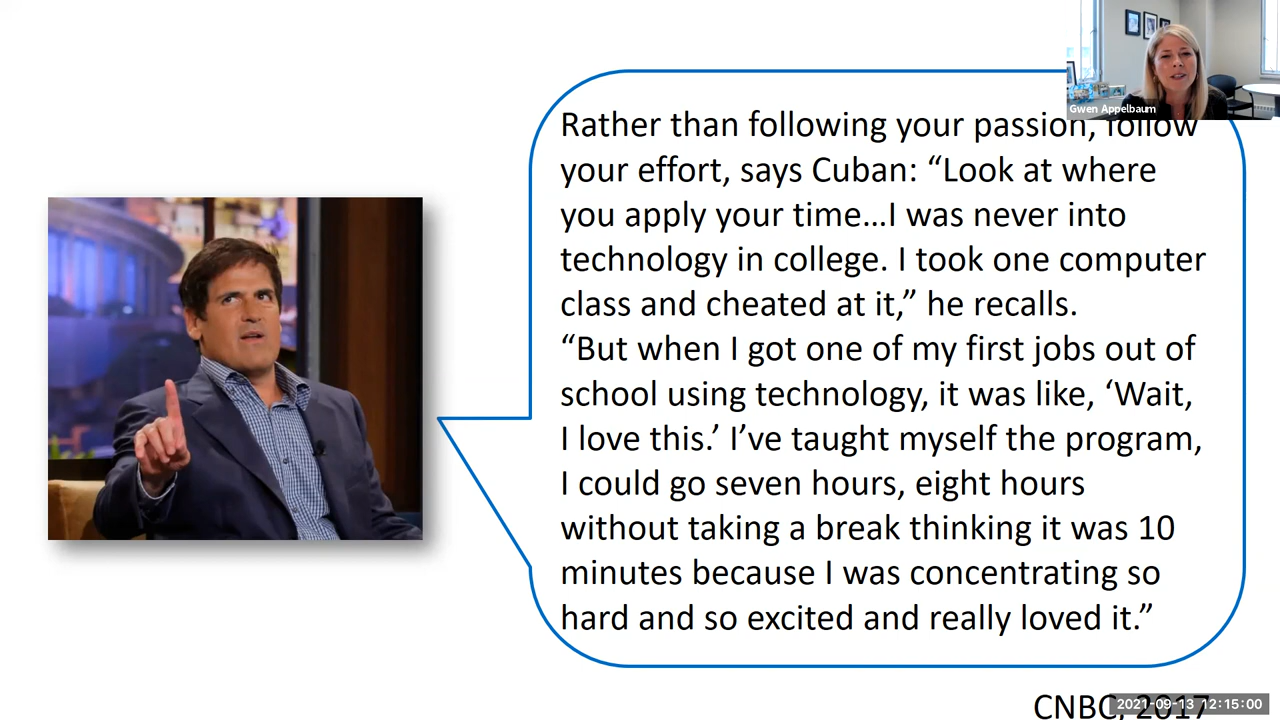 Gwen Appelbaum
Rather than following your passion, follow
your effort, says Cuban: “Look at where
you apply your time…I was never into
technology in college. I took one computer
class and cheated at it,” he recalls.
“But when I got one of my first jobs out of
school using technology, it was like, ‘Wait,
I love this.’ I’ve taught myself the program,
I could go seven hours, eight hours
without taking a break thinking it was 10
minutes because I was concentrating so
hard and so excited and really loved it.”
CNBC, 2017
2021-09-13 12:15:00